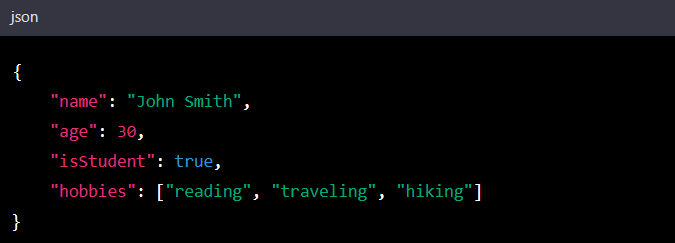 json
{
    "name": "John Smith",
    "age": 30,
    "isStudent": true,
    "hobbies": ["reading", "traveling", "hiking"]
}